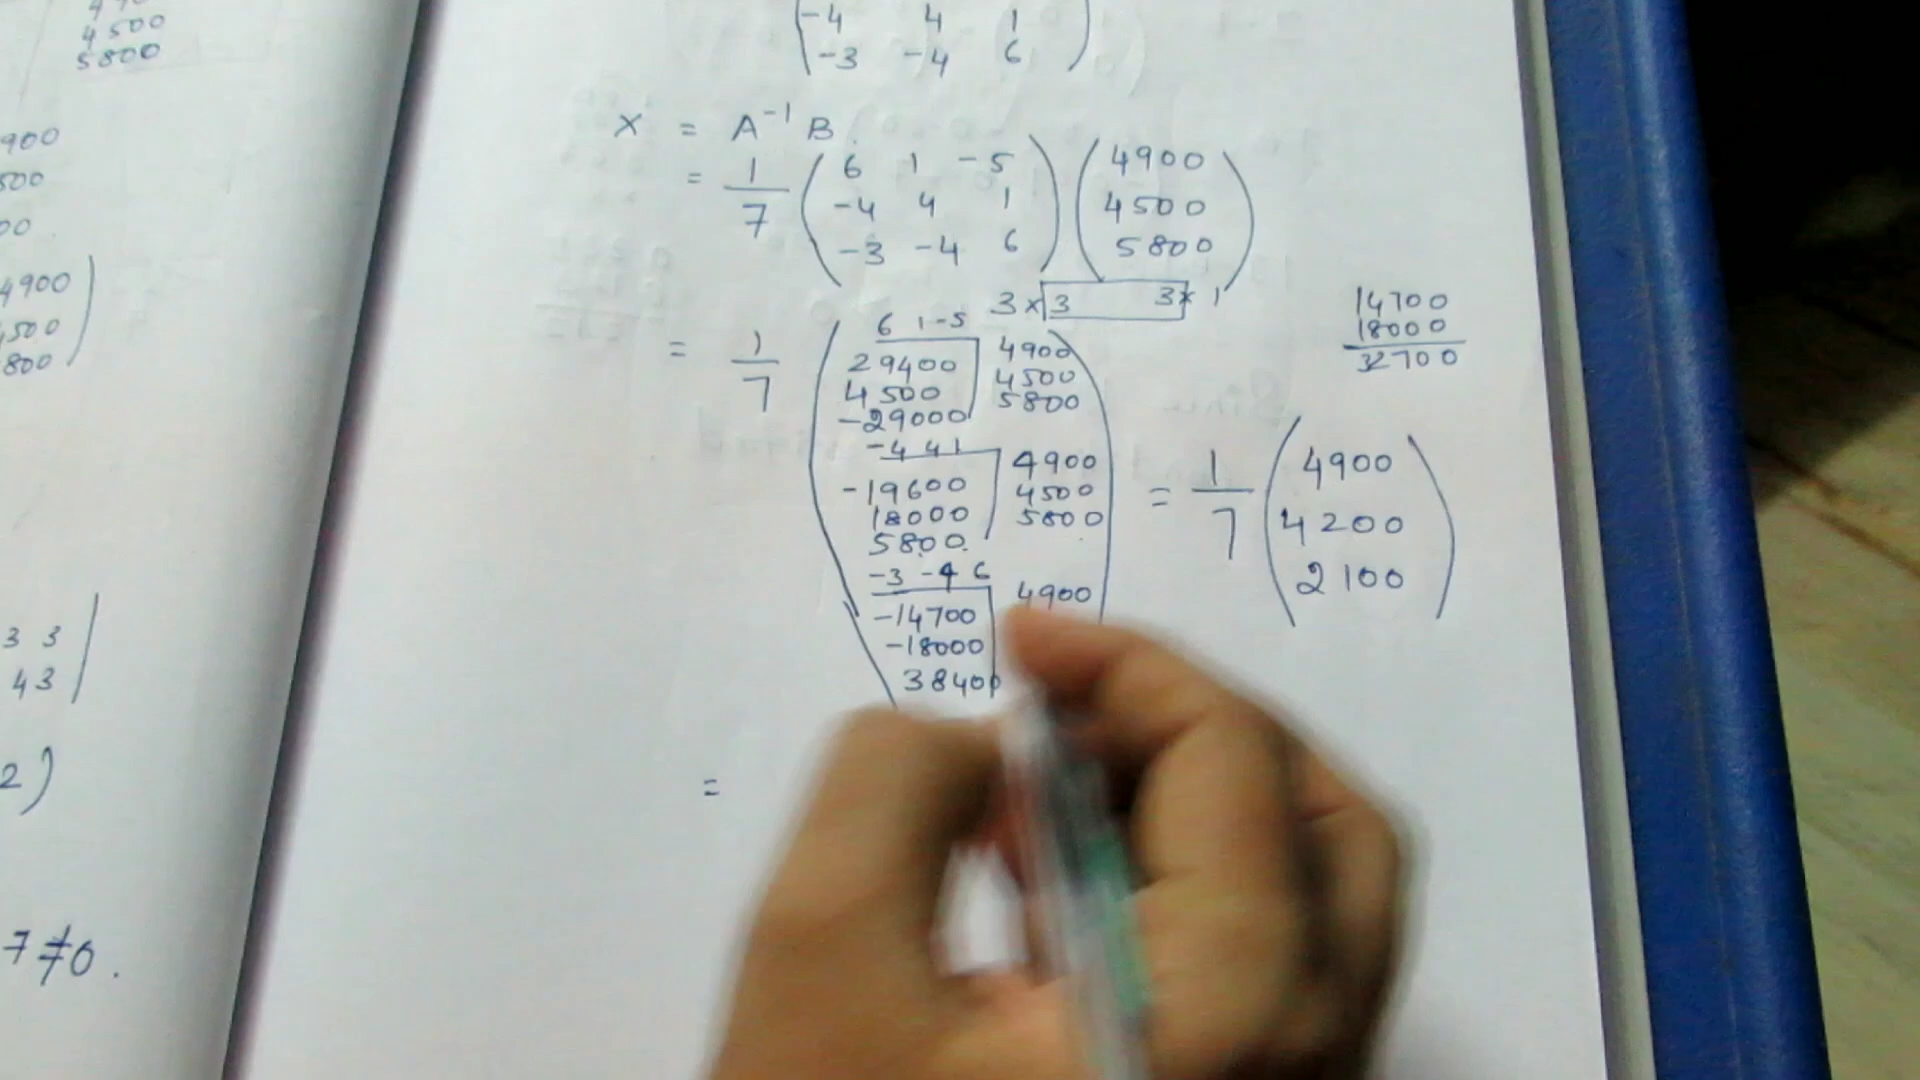 4500
5800
900
500
00
4900
500
800
3 3
43
2)
7≠0.
-4 4 1
-3 -4 6
X = A⁻¹ B
= 1/7 ( 6 1 -5 ) ( 4900 )
-4 4 1 4500
-3 -4 6 5800
3×3 3×1
14700
18000
32700
= 1/7 ( 6 1 -5
29400 4900
4500 4500
-29000 5800
-4 4 1
-19600 4900
18000 4500
5800 5800
-3 -4 6
-14700 4900
-18000
38400
= 1/7 ( 4900 )
4200
2100
=